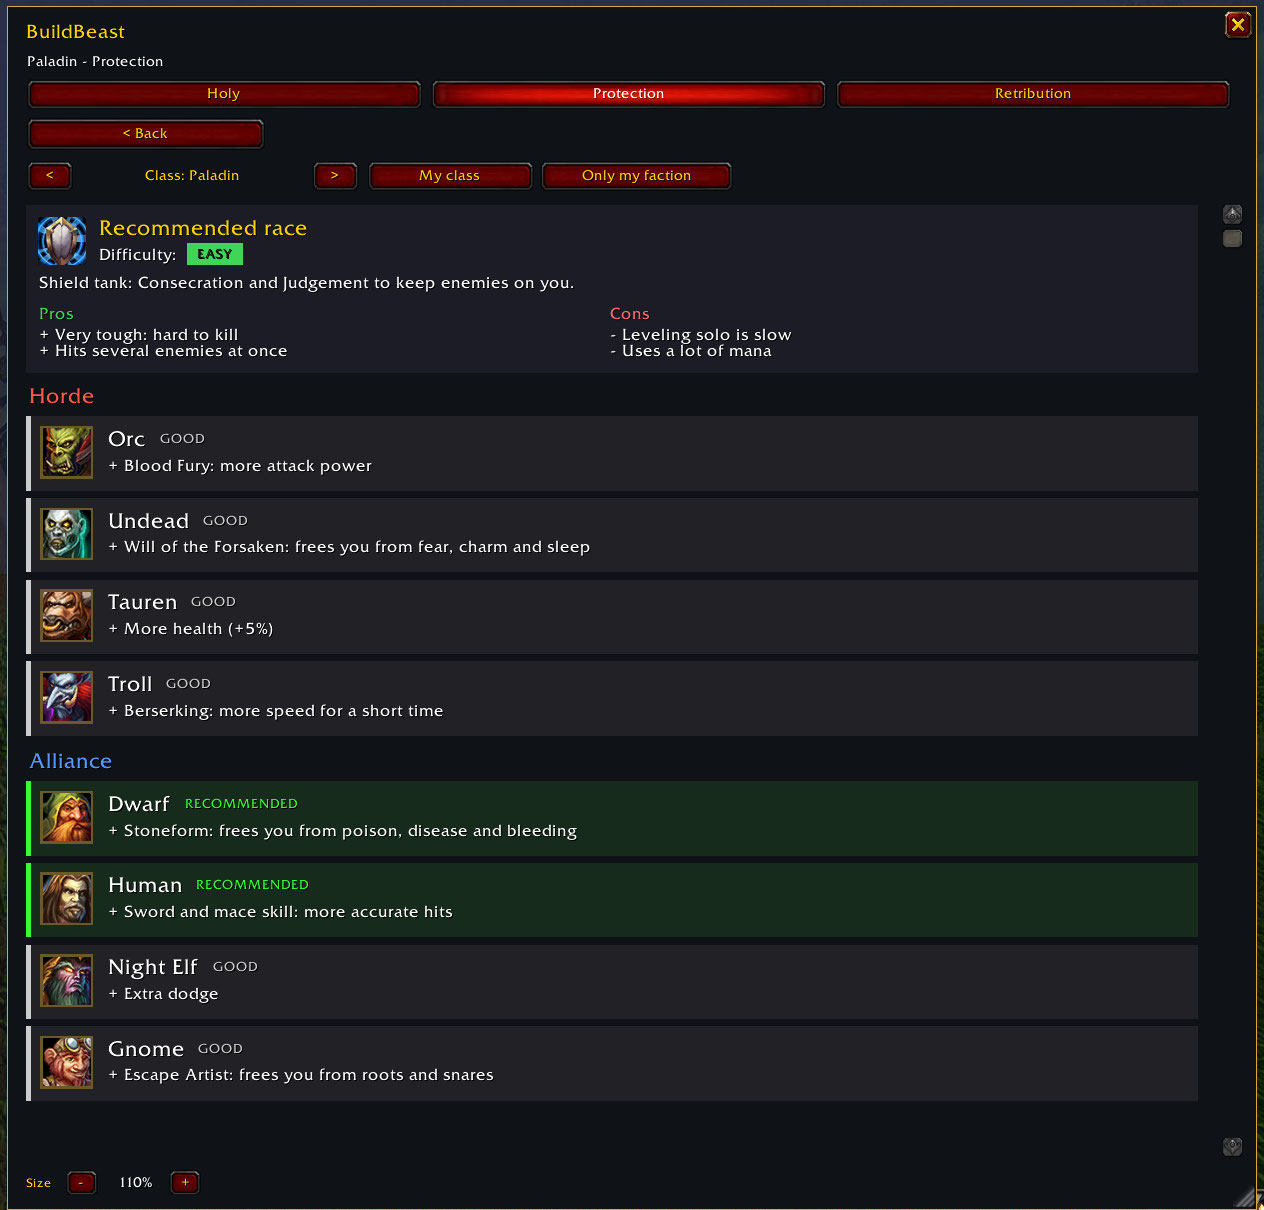 BuildBeast
Paladin - Protection
Holy
Protection
Retribution
< Back
<
Class: Paladin
>
My class
Only my faction
Recommended race
Difficulty: EASY
Shield tank: Consecration and Judgement to keep enemies on you.
Pros
+ Very tough: hard to kill
+ Hits several enemies at once
Cons
- Leveling solo is slow
- Uses a lot of mana
Horde
Orc GOOD
+ Blood Fury: more attack power
Undead GOOD
+ Will of the Forsaken: frees you from fear, charm and sleep
Tauren GOOD
+ More health (+5%)
Troll GOOD
+ Berserking: more speed for a short time
Alliance
Dwarf RECOMMENDED
+ Stoneform: frees you from poison, disease and bleeding
Human RECOMMENDED
+ Sword and mace skill: more accurate hits
Night Elf GOOD
+ Extra dodge
Gnome GOOD
+ Escape Artist: frees you from roots and snares
Size - 110% +